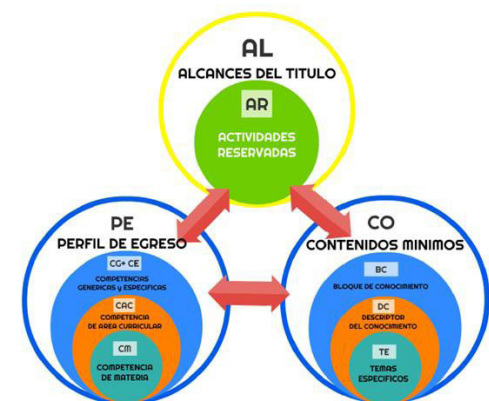 AL
ALCANCES DEL TITULO
AR
ACTIVIDADES
RESERVADAS
PE
PERFIL DE EGRESO
CG+ CE
COMPETENCIAS
GENERICAS y ESPECIFICAS
CAC
COMPETENCIA
DE AREA CURRICULAR
CM
COMPETENCIA
DE MATERIA
CO
CONTENIDOS MINIMOS
BC
BLOQUE DE CONOCIMIENTO
DC
DESCRIPTOR
DEL CONOCIMIENTO
TE
TEMAS
ESPECIFICOS